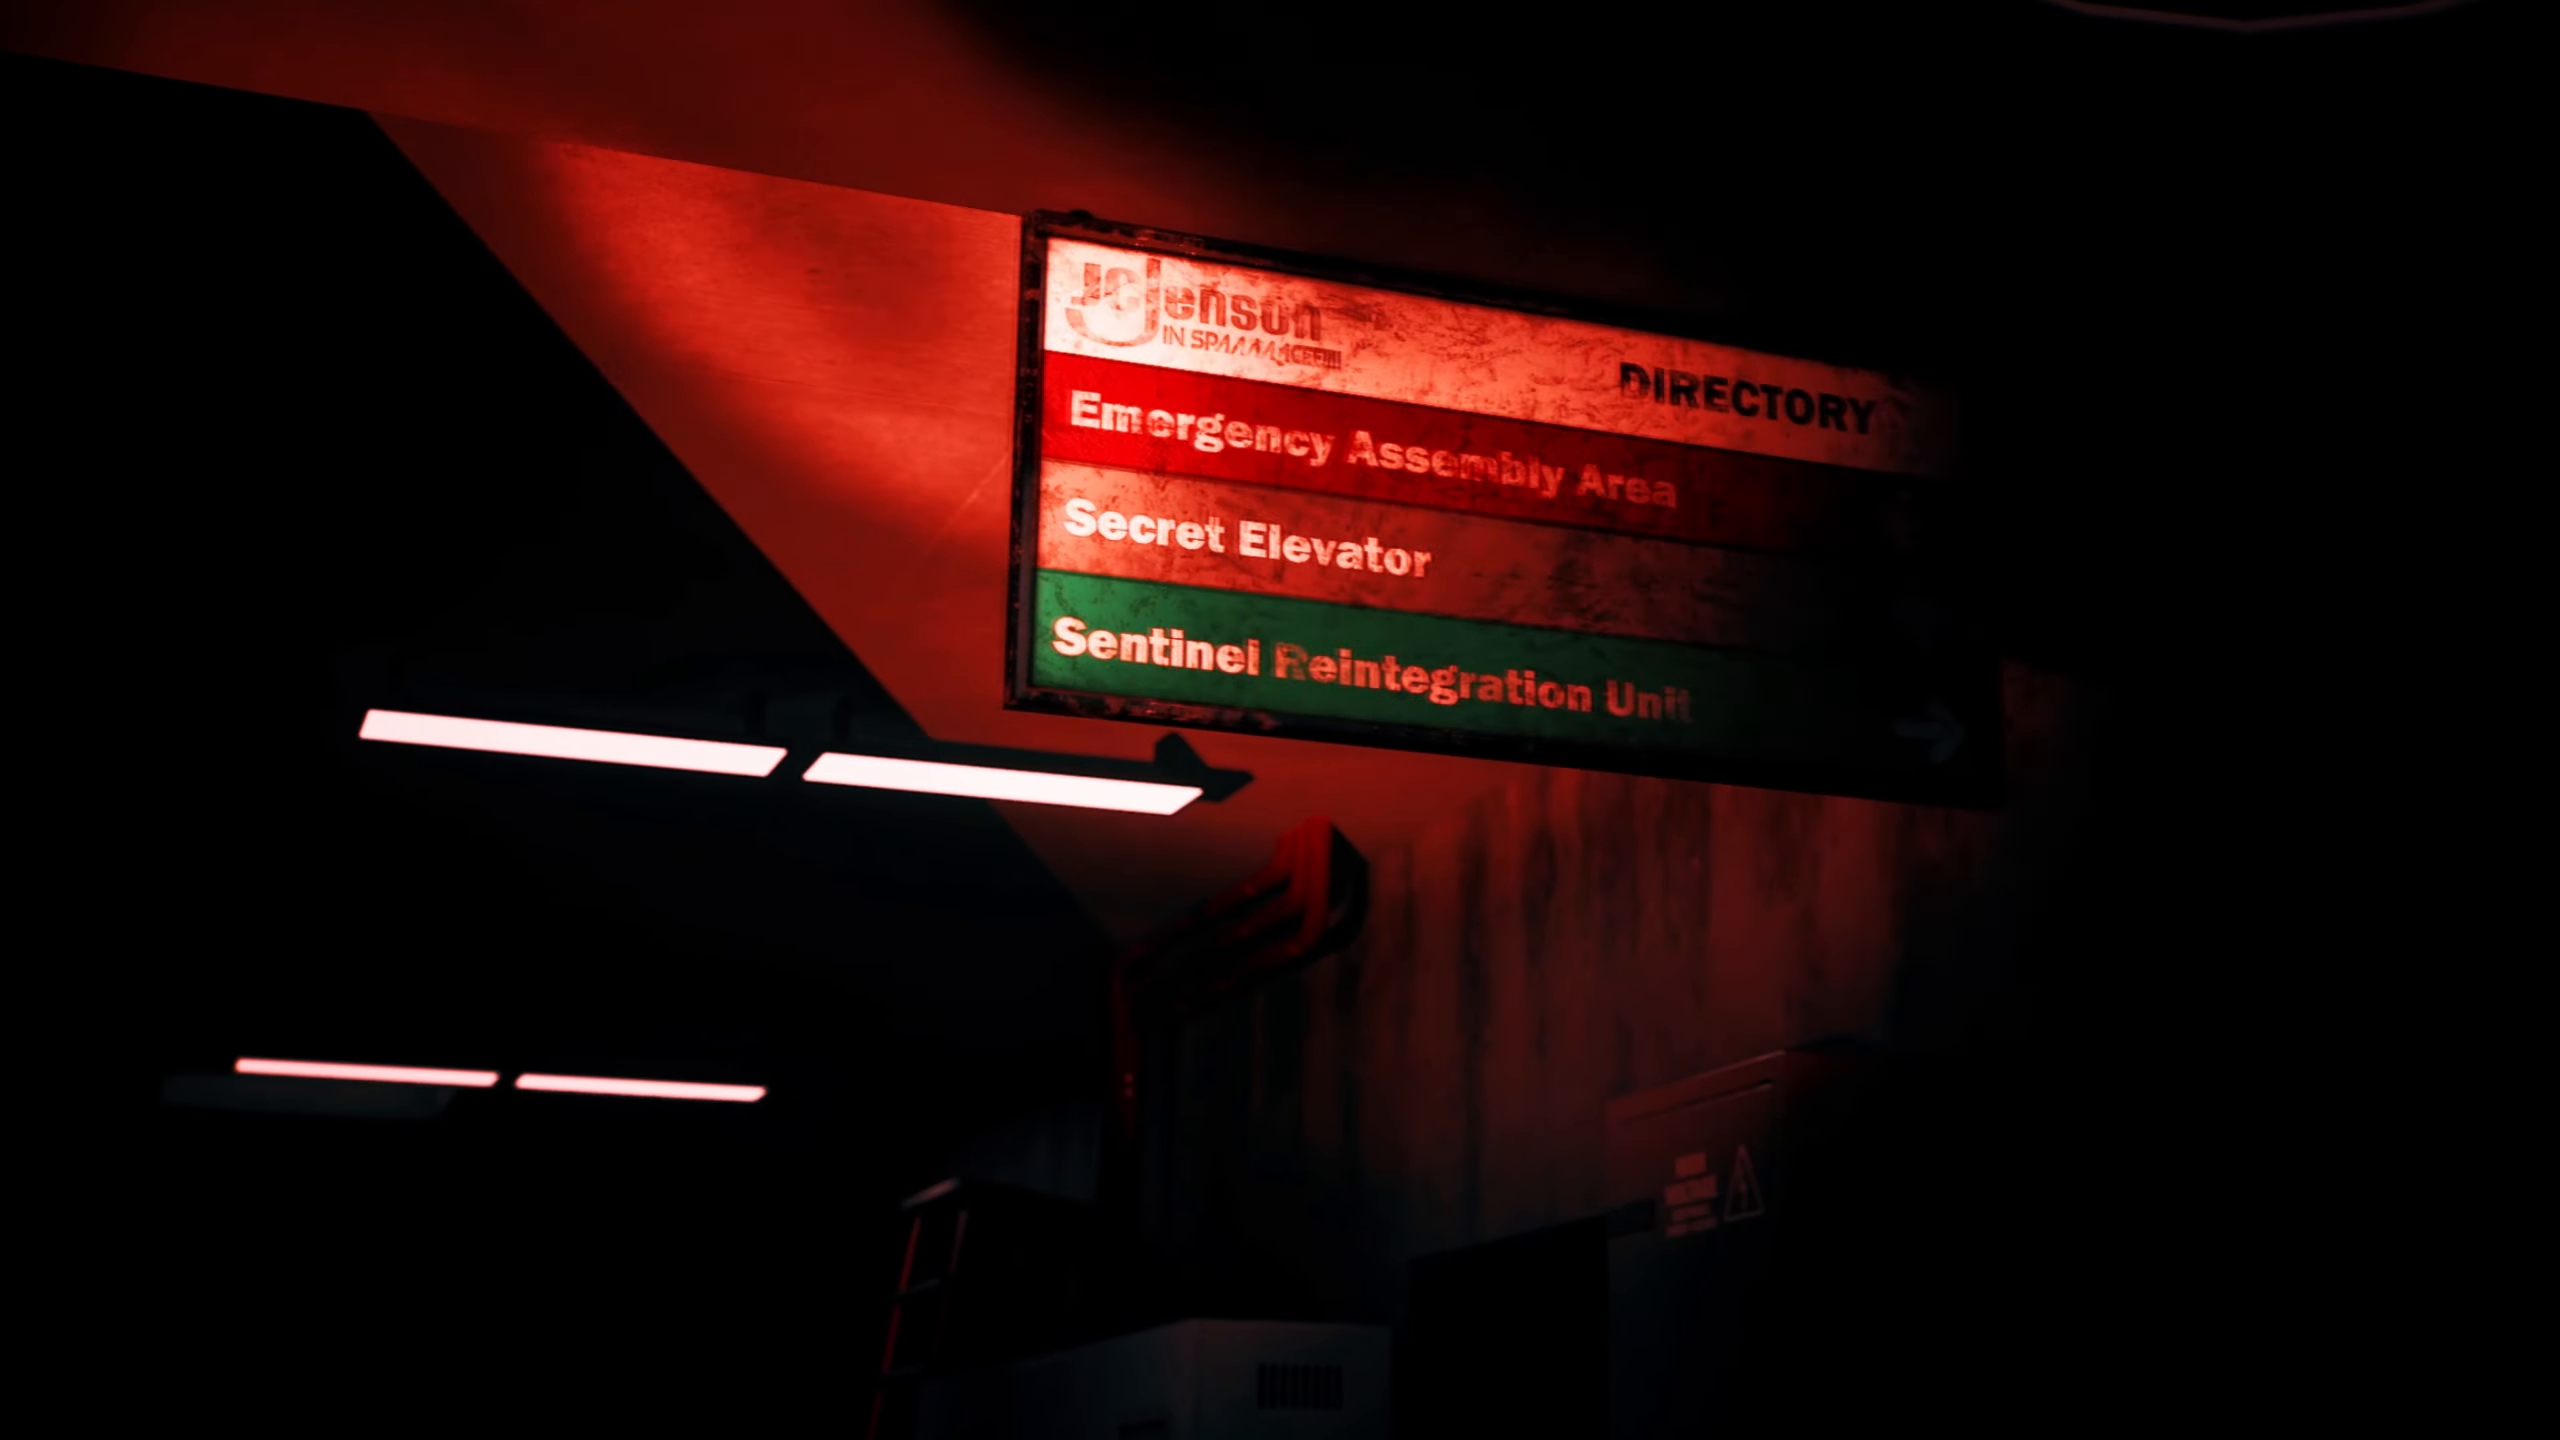 JCJenson
IN SPAAAACE!!!!
DIRECTORY
Emergency Assembly Area
Secret Elevator
Sentinel Reintegration Unit